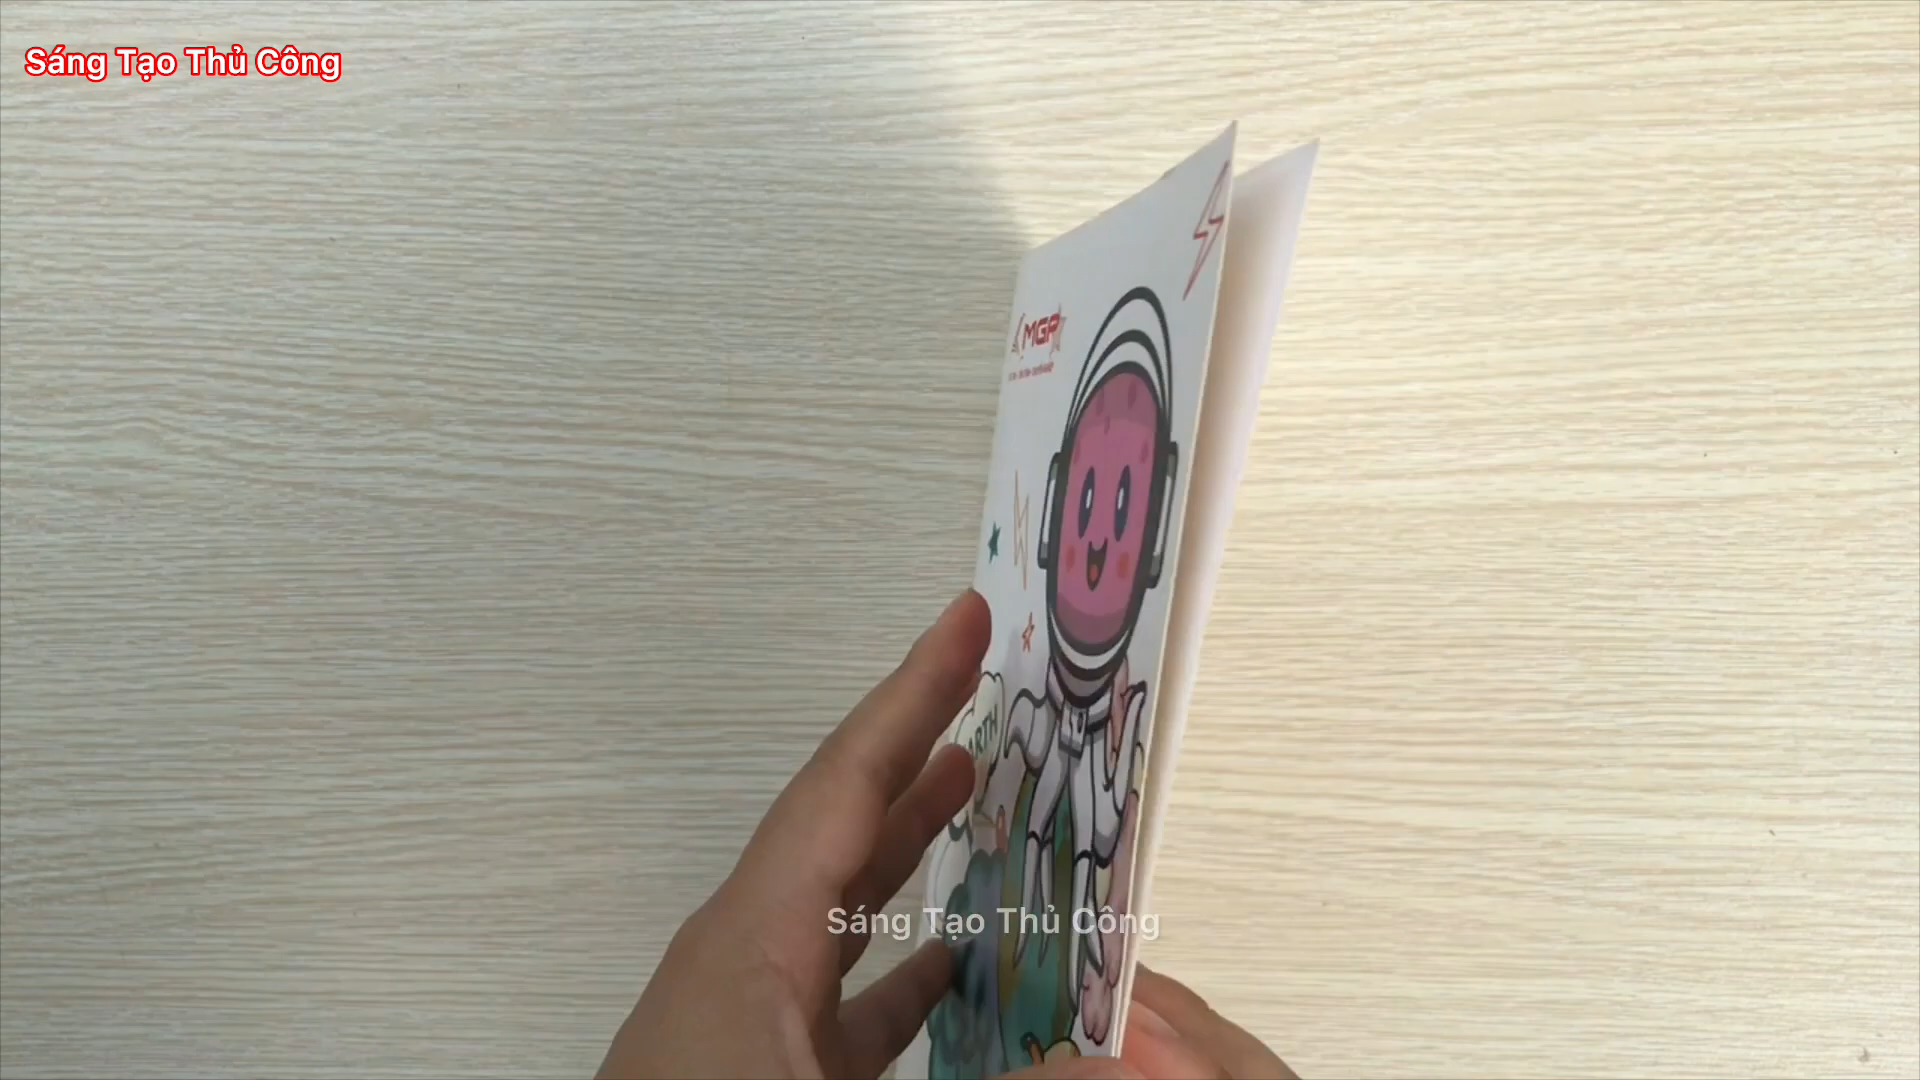 Sáng Tạo Thủ Công
MGP
ARTH
Sáng Tạo Thủ Công